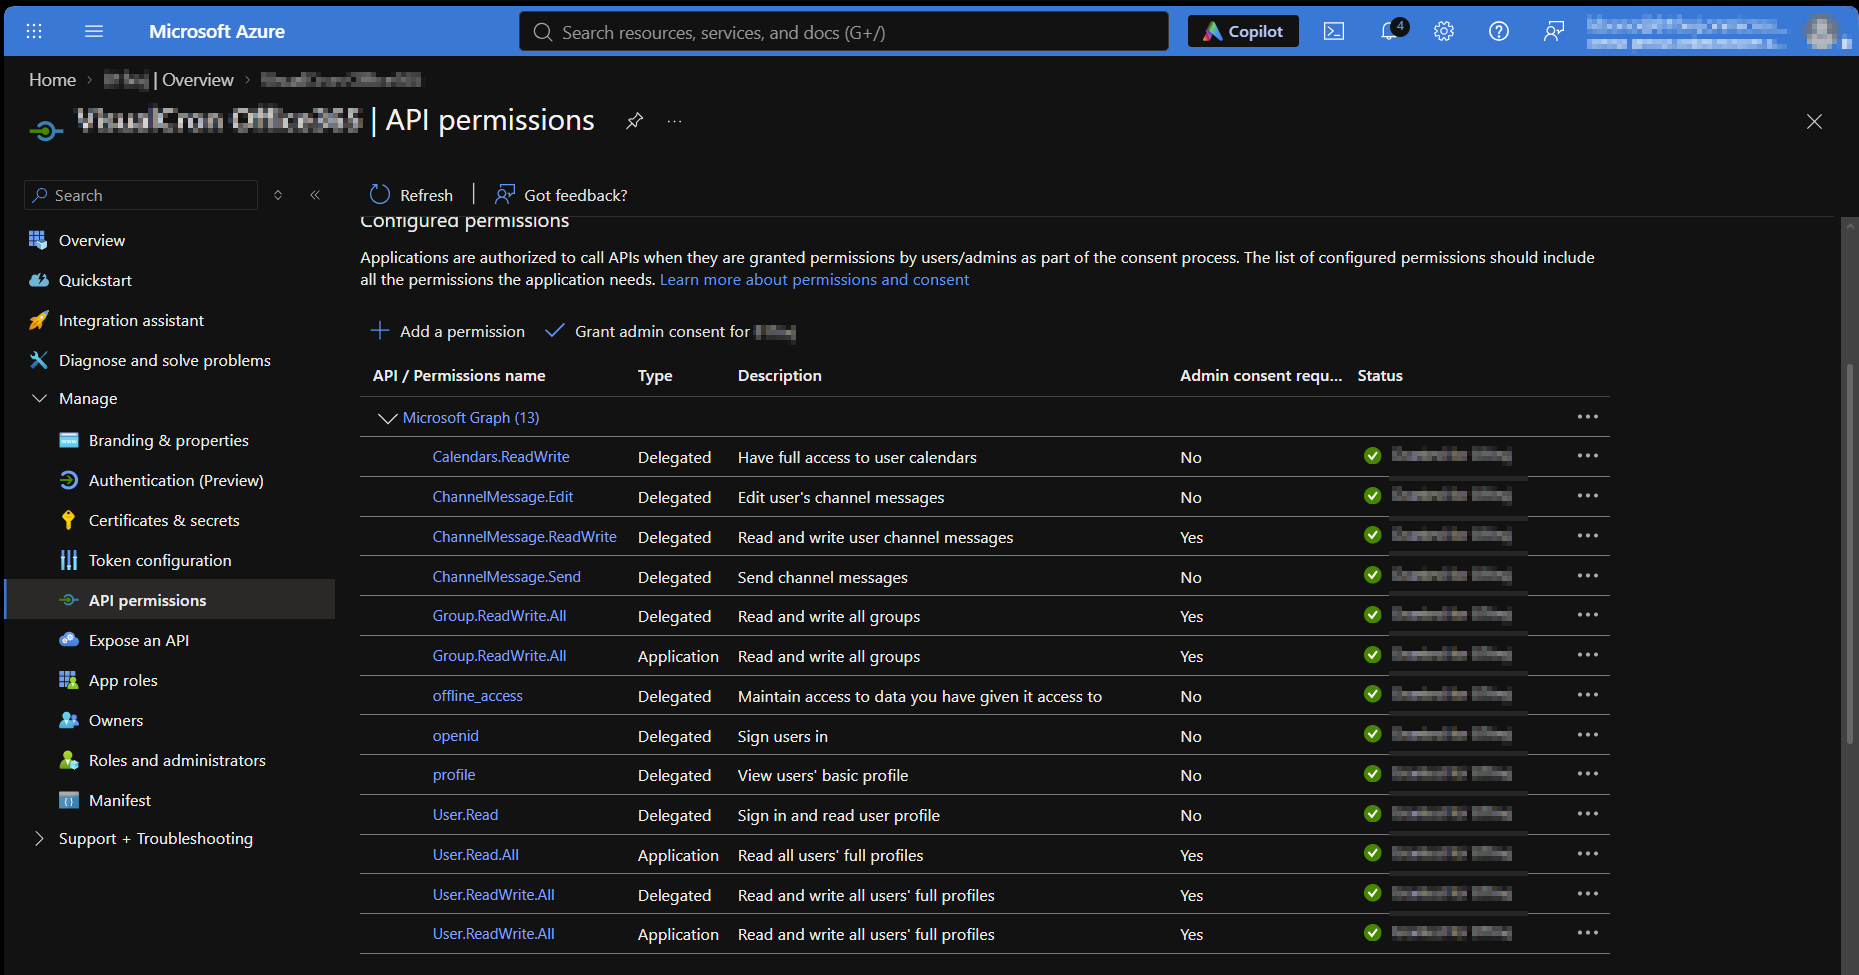 Microsoft Azure
Search resources, services, and docs (G+/)
Copilot
4
Home
| Overview
| API permissions
Search
Refresh
Got feedback?
Overview
Quickstart
Integration assistant
Diagnose and solve problems
Manage
Branding & properties
Authentication (Preview)
Certificates & secrets
Token configuration
API permissions
Expose an API
App roles
Owners
Roles and administrators
Manifest
Support + Troubleshooting
Configured permissions
Applications are authorized to call APIs when they are granted permissions by users/admins as part of the consent process. The list of configured permissions should include
all the permissions the application needs. Learn more about permissions and consent
Add a permission
Grant admin consent for
API / Permissions name Type Description Admin consent requ... Status
Microsoft Graph (13)
Calendars.ReadWrite Delegated Have full access to user calendars No
ChannelMessage.Edit Delegated Edit user's channel messages No
ChannelMessage.ReadWrite Delegated Read and write user channel messages Yes
ChannelMessage.Send Delegated Send channel messages No
Group.ReadWrite.All Delegated Read and write all groups Yes
Group.ReadWrite.All Application Read and write all groups Yes
offline_access Delegated Maintain access to data you have given it access to No
openid Delegated Sign users in No
profile Delegated View users' basic profile No
User.Read Delegated Sign in and read user profile No
User.Read.All Application Read all users' full profiles Yes
User.ReadWrite.All Delegated Read and write all users' full profiles Yes
User.ReadWrite.All Application Read and write all users' full profiles Yes